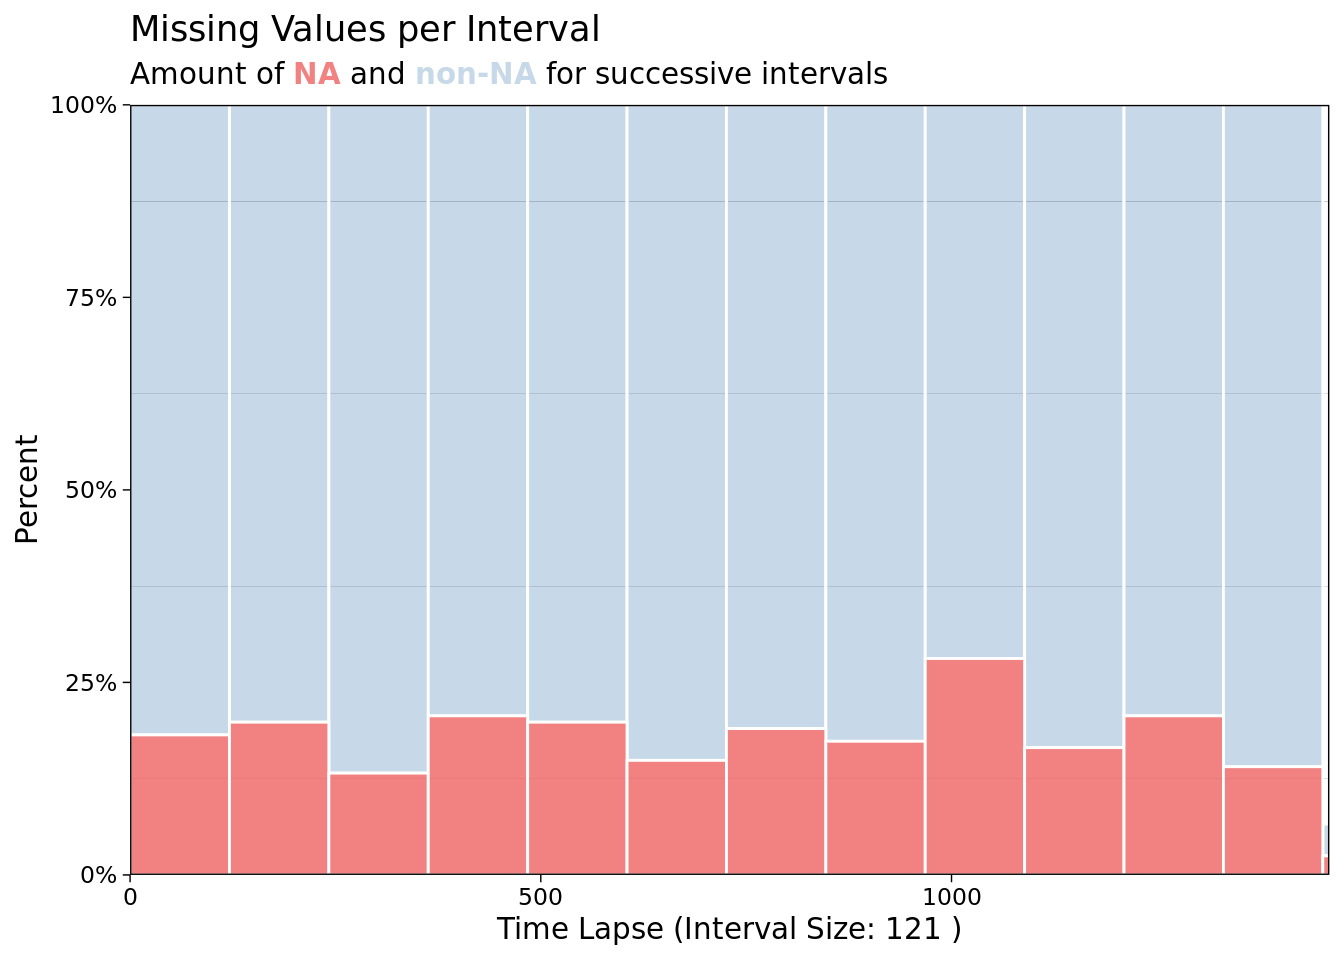 Missing Values per Interval
Amount of NA and non-NA for successive intervals
100%
75%
50%
25%
0%
Percent
0 500 1000
Time Lapse (Interval Size: 121 )